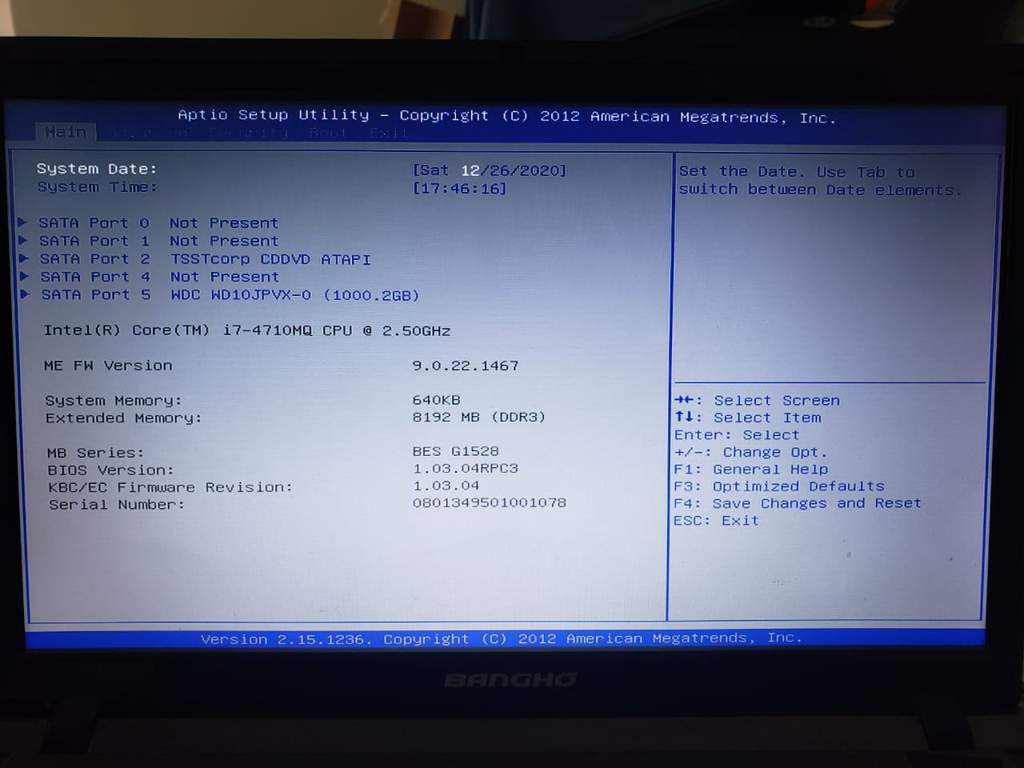 Aptio Setup Utility – Copyright (C) 2012 American Megatrends, Inc.
Main Advanced Security Boot Exit
System Date: [Sat 12/26/2020]
System Time: [17:46:16]
SATA Port 0 Not Present
SATA Port 1 Not Present
SATA Port 2 TSSTcorp CDDVD ATAPI
SATA Port 4 Not Present
SATA Port 5 WDC WD10JPVX-0 (1000.2GB)
Intel(R) Core(TM) i7-4710MQ CPU @ 2.50GHz
ME FW Version 9.0.22.1467
System Memory: 640KB
Extended Memory: 8192 MB (DDR3)
MB Series: BES G1528
BIOS Version: 1.03.04RPC3
KBC/EC Firmware Revision: 1.03.04
Serial Number: 0801349501001078
Set the Date. Use Tab to
switch between Date elements.
→←: Select Screen
↑↓: Select Item
Enter: Select
+/-: Change Opt.
F1: General Help
F3: Optimized Defaults
F4: Save Changes and Reset
ESC: Exit
Version 2.15.1236. Copyright (C) 2012 American Megatrends, Inc.
BANGHO